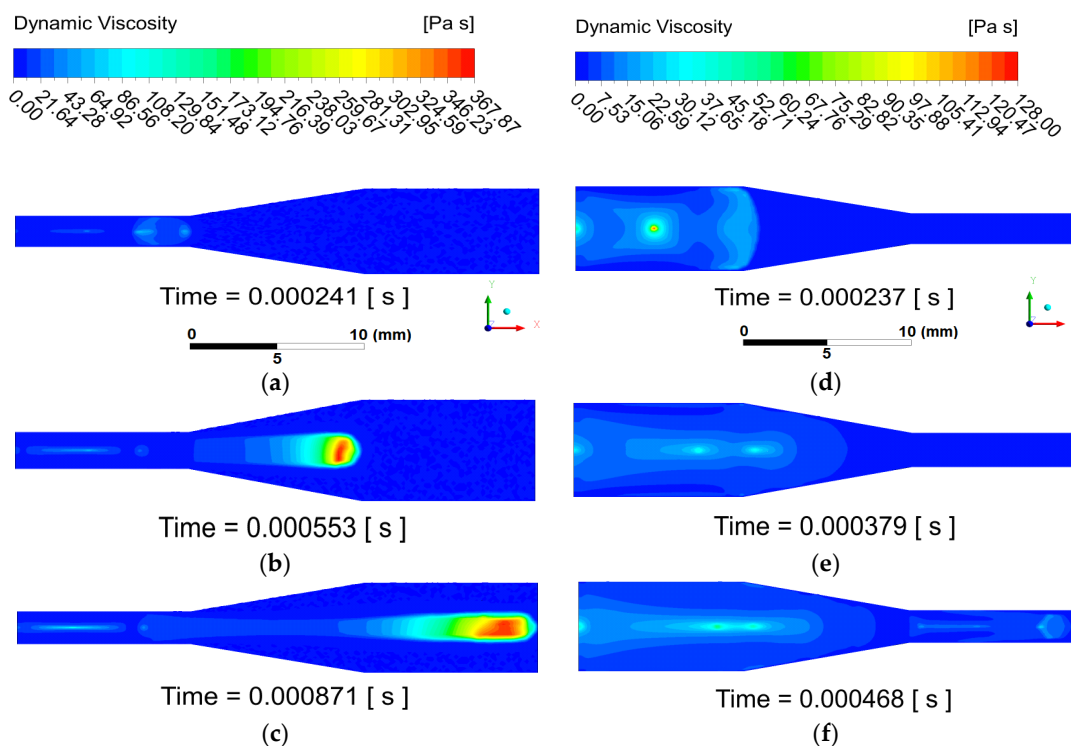 Dynamic Viscosity [Pa s]
0.00 21.64 43.28 64.92 86.56 108.20 129.84 151.48 173.12 194.76 216.39 238.03 259.67 281.31 302.95 324.59 346.23 367.87
Time = 0.000241 [ s ]
Y
X
Z
0 10 (mm)
5
(a)
Time = 0.000553 [ s ]
(b)
Time = 0.000871 [ s ]
(c)
Dynamic Viscosity [Pa s]
0.00 7.53 15.06 22.59 30.12 37.65 45.18 52.71 60.24 67.76 75.29 82.82 90.35 97.88 105.41 112.94 120.47 128.00
Time = 0.000237 [ s ]
Y
X
Z
0 10 (mm)
5
(d)
Time = 0.000379 [ s ]
(e)
Time = 0.000468 [ s ]
(f)